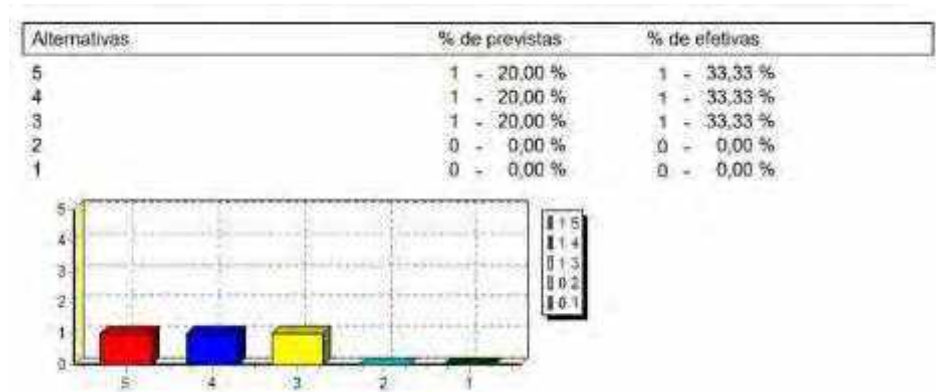 Alternativas % de previstas % de efetivas
5 1 - 20,00 % 1 - 33,33 %
4 1 - 20,00 % 1 - 33,33 %
3 1 - 20,00 % 1 - 33,33 %
2 0 - 0,00 % 0 - 0,00 %
1 0 - 0,00 % 0 - 0,00 %
5
4
3
2
1
0
5 4 3 2 1
1 5
1 4
1 3
0 2
0 1